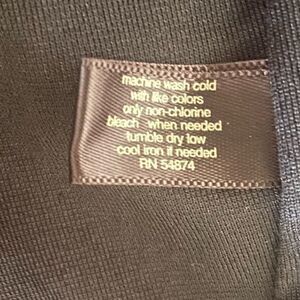 machine wash cold
with like colors
only non-chlorine
bleach when needed
tumble dry low
cool iron if needed
RN 54874